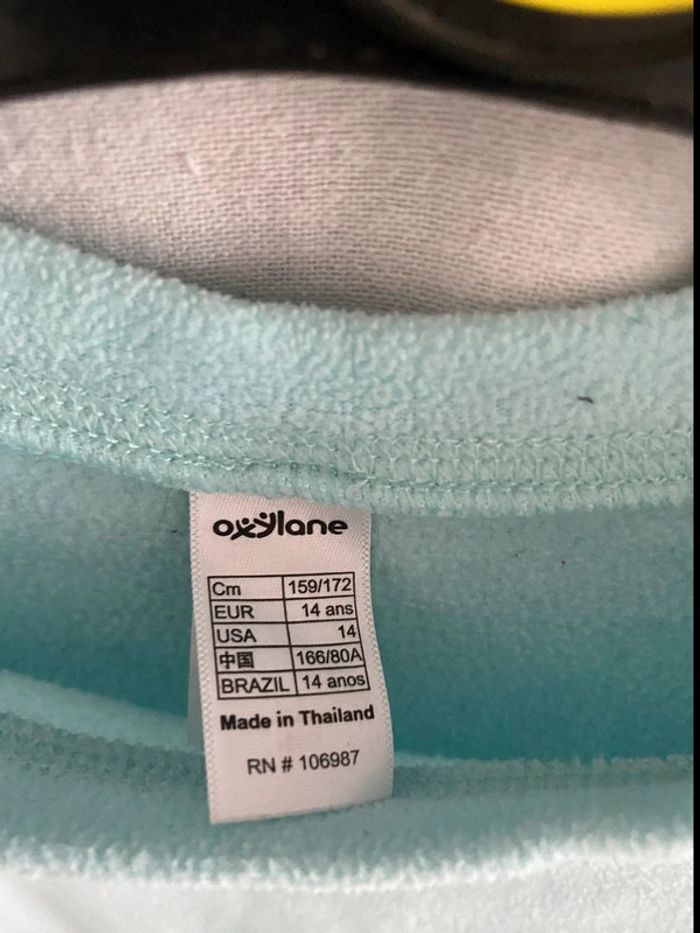 oxylane
Cm 159/172
EUR 14 ans
USA 14
中国 166/80A
BRAZIL 14 anos
Made in Thailand
RN # 106987